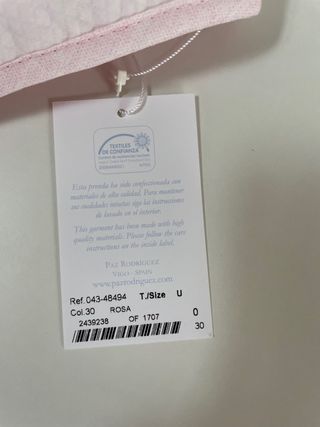 TEXTILES
DE CONFIANZA
Esta prenda ha sido confeccionada con
materiales de alta calidad. Para mantener
sus cualidades intactas siga las instrucciones
de lavado en el interior.
This garment has been made with high
quality materials. Please follow the care
instructions on the inside label.
PAZ RODRÍGUEZ
VIGO - SPAIN
www.pazrodriguez.com
Ref. 043-48494 T./Size U
Col.30 ROSA 0
2439238 OF 1707 30